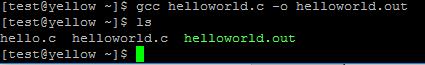 [test@yellow ~]$ gcc helloworld.c -o helloworld.out
[test@yellow ~]$ ls
hello.c  helloworld.c  helloworld.out
[test@yellow ~]$